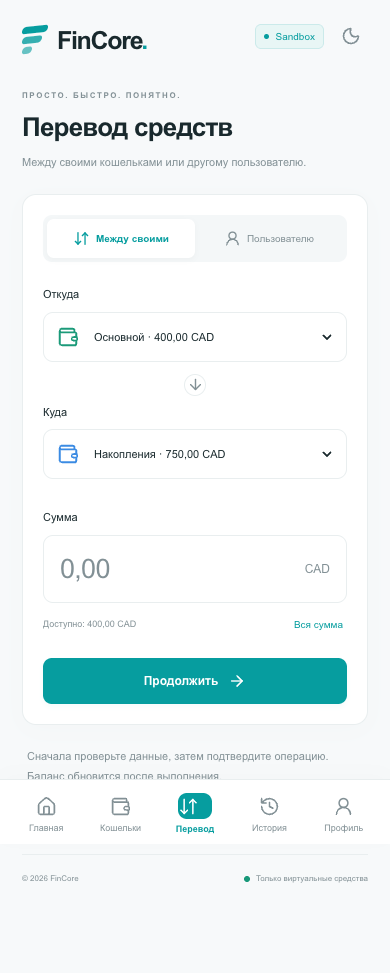 FinCore.
Sandbox
ПРОСТО. БЫСТРО. ПОНЯТНО.
Перевод средств
Между своими кошельками или другому пользователю.
Между своими
Пользователю
Откуда
Основной · 400,00 CAD
Куда
Накопления · 750,00 CAD
Сумма
0,00
CAD
Доступно: 400,00 CAD
Вся сумма
Продолжить
Сначала проверьте данные, затем подтвердите операцию.
Баланс обновится после выполнения.
Главная
Кошельки
Перевод
История
Профиль
© 2026 FinCore
Только виртуальные средства